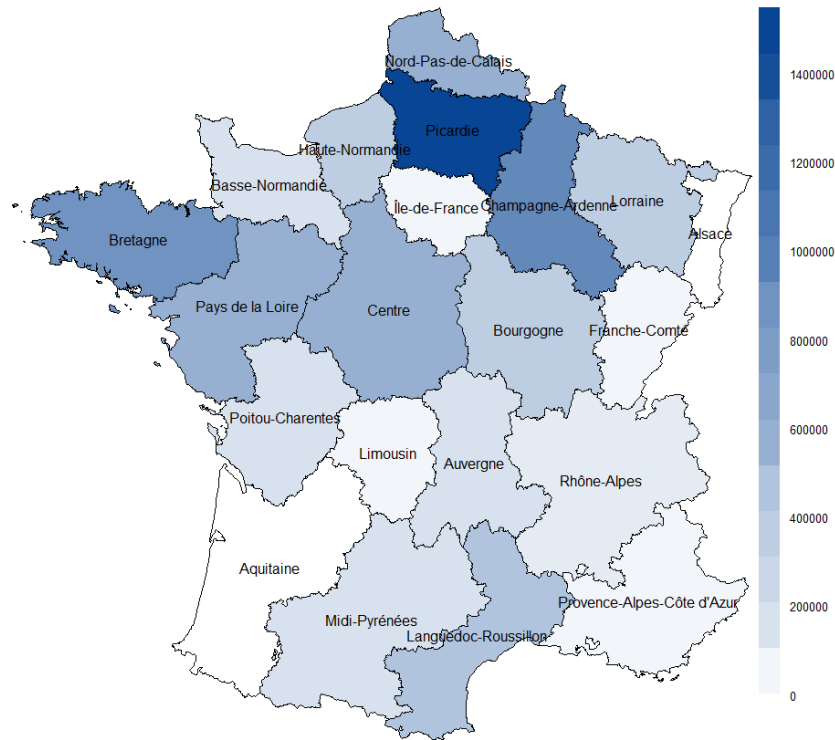 Nord-Pas-de-Calais
1400000
Picardie
Haute-Normandie
1200000
Basse-Normandie
Île-de-France
Champagne-Ardenne
Lorraine
Alsace
Bretagne
1000000
Pays de la Loire
Centre
Bourgogne
Franche-Comté
800000
Poitou-Charentes
600000
Limousin
Auvergne
Rhône-Alpes
400000
Aquitaine
Provence-Alpes-Côte d'Azur
200000
Midi-Pyrénées
Languedoc-Roussillon
0